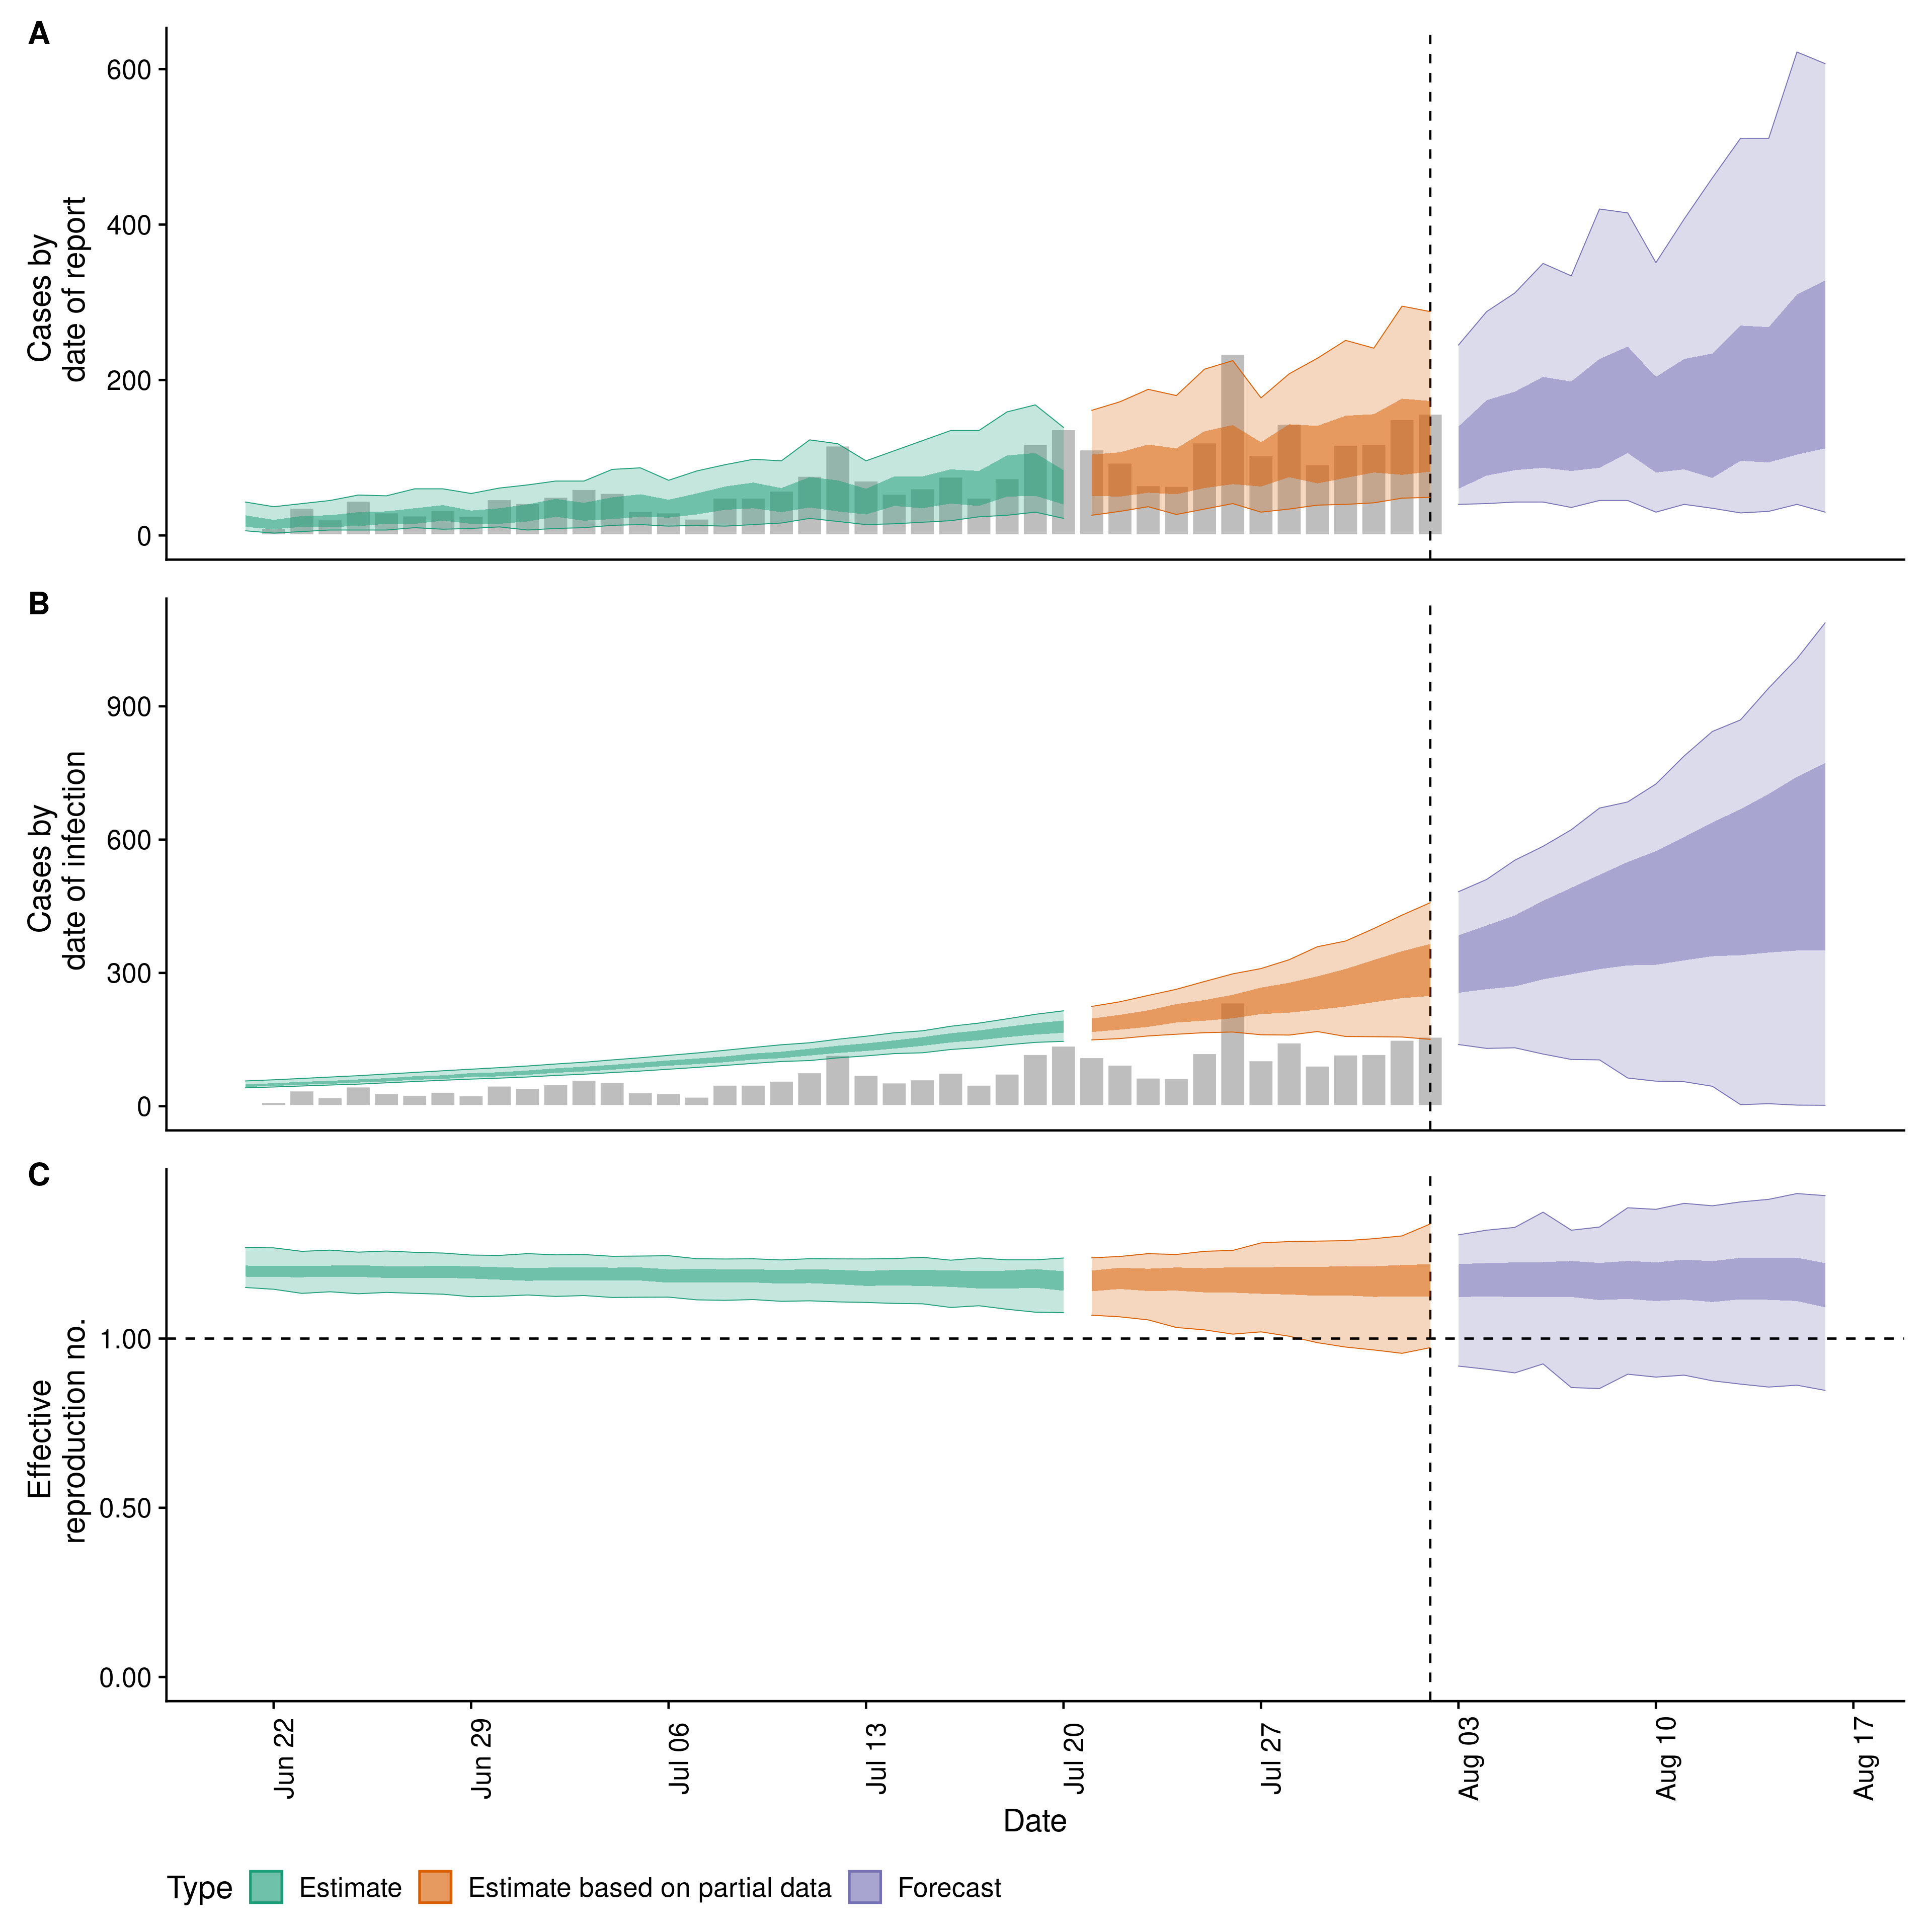 A
Cases by
date of report
600
400
200
0
B
Cases by
date of infection
900
600
300
0
C
Effective
reproduction no.
1.00
0.50
0.00
Jun 22
Jun 29
Jul 06
Jul 13
Jul 20
Jul 27
Aug 03
Aug 10
Aug 17
Date
Type Estimate Estimate based on partial data Forecast